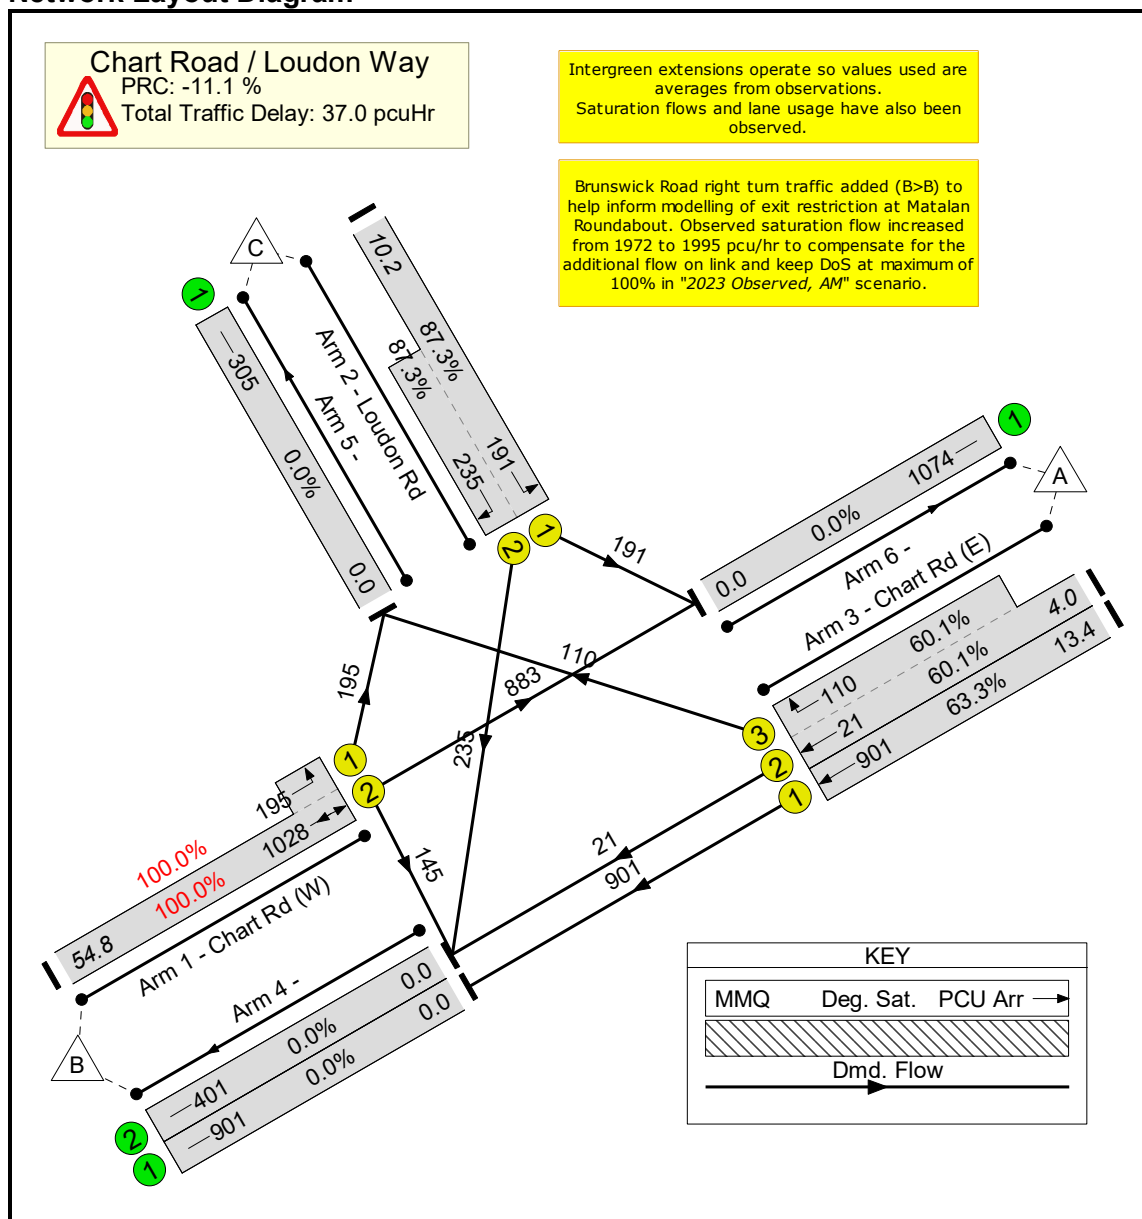 Network Layout Diagram
Chart Road / Loudon Way
PRC: -11.1 %
Total Traffic Delay: 37.0 pcuHr
Intergreen extensions operate so values used are
averages from observations.
Saturation flows and lane usage have also been
observed.
Brunswick Road right turn traffic added (B>B) to
help inform modelling of exit restriction at Matalan
Roundabout. Observed saturation flow increased
from 1972 to 1995 pcu/hr to compensate for the
additional flow on link and keep DoS at maximum of
100% in "2023 Observed, AM" scenario.
C
1
305
0.0%
0.0
Arm 5 -
Arm 2 - Loudon Rd
10.2
87.3%
87.3%
191
235
2
1
191
A
1
1074
0.0%
0.0
Arm 6 -
Arm 3 - Chart Rd (E)
60.1%
4.0
110
60.1%
13.4
21
63.3%
901
3
2
1
110
883
235
195
145
21
901
1
2
195
1028
100.0%
100.0%
54.8
Arm 1 - Chart Rd (W)
Arm 4 -
B
0.0
0.0%
401
0.0
0.0%
901
2
1
KEY
MMQ Deg. Sat. PCU Arr
Dmd. Flow